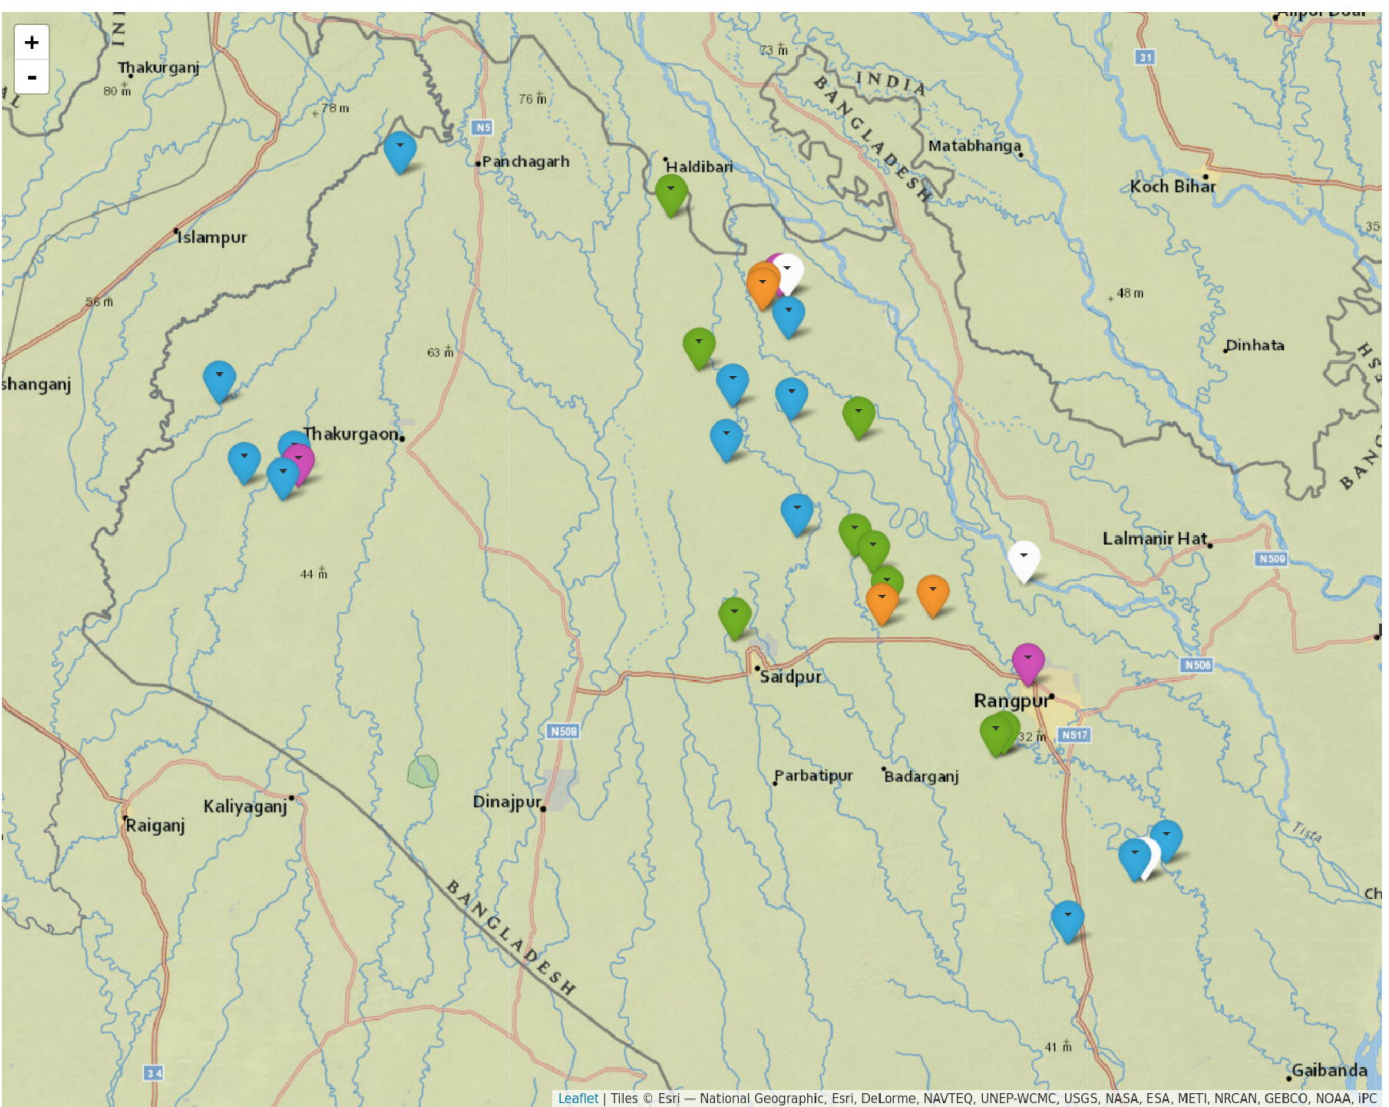 +
-
Thakurganj
80 m
78 m
76 m
73 m
INDIA
BANGLADESH
31
N5
Panchagarh
Haldibari
Matabhanga
Koch Bihar
Islampur
35
56 m
48 m
63 m
Dinhata
shanganj
Thakurgaon
Lalmanir Hat
N509
44 m
Saidpur
N506
Rangpur
32 m
N517
N508
Parbatipur
Badarganj
Dinajpur
Kaliyaganj
Raiganj
Tista
Ch
BANGLADESH
41 m
34
Gaibanda
Leaflet | Tiles © Esri — National Geographic, Esri, DeLorme, NAVTEQ, UNEP-WCMC, USGS, NASA, ESA, METI, NRCAN, GEBCO, NOAA, iPC